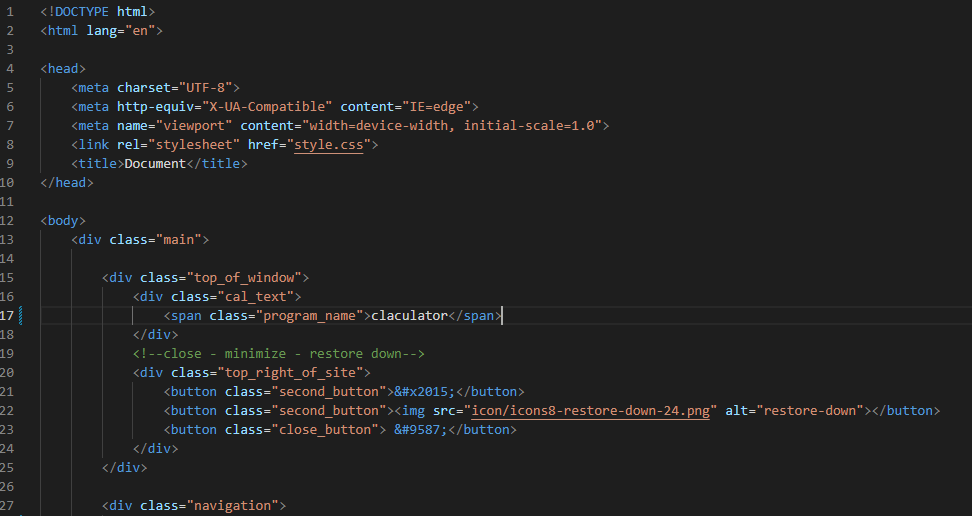 1 <!DOCTYPE html>
2 <html lang="en">
3
4 <head>
5     <meta charset="UTF-8">
6     <meta http-equiv="X-UA-Compatible" content="IE=edge">
7     <meta name="viewport" content="width=device-width, initial-scale=1.0">
8     <link rel="stylesheet" href="style.css">
9     <title>Document</title>
10 </head>
11
12 <body>
13     <div class="main">
14
15         <div class="top_of_window">
16             <div class="cal_text">
17                 <span class="program_name">claculator</span>
18             </div>
19             <!--close - minimize - restore down-->
20             <div class="top_right_of_site">
21                 <button class="second_button">&#x2015;</button>
22                 <button class="second_button"><img src="icon/icons8-restore-down-24.png" alt="restore-down"></button>
23                 <button class="close_button"> &#9587;</button>
24             </div>
25         </div>
26
27         <div class="navigation">